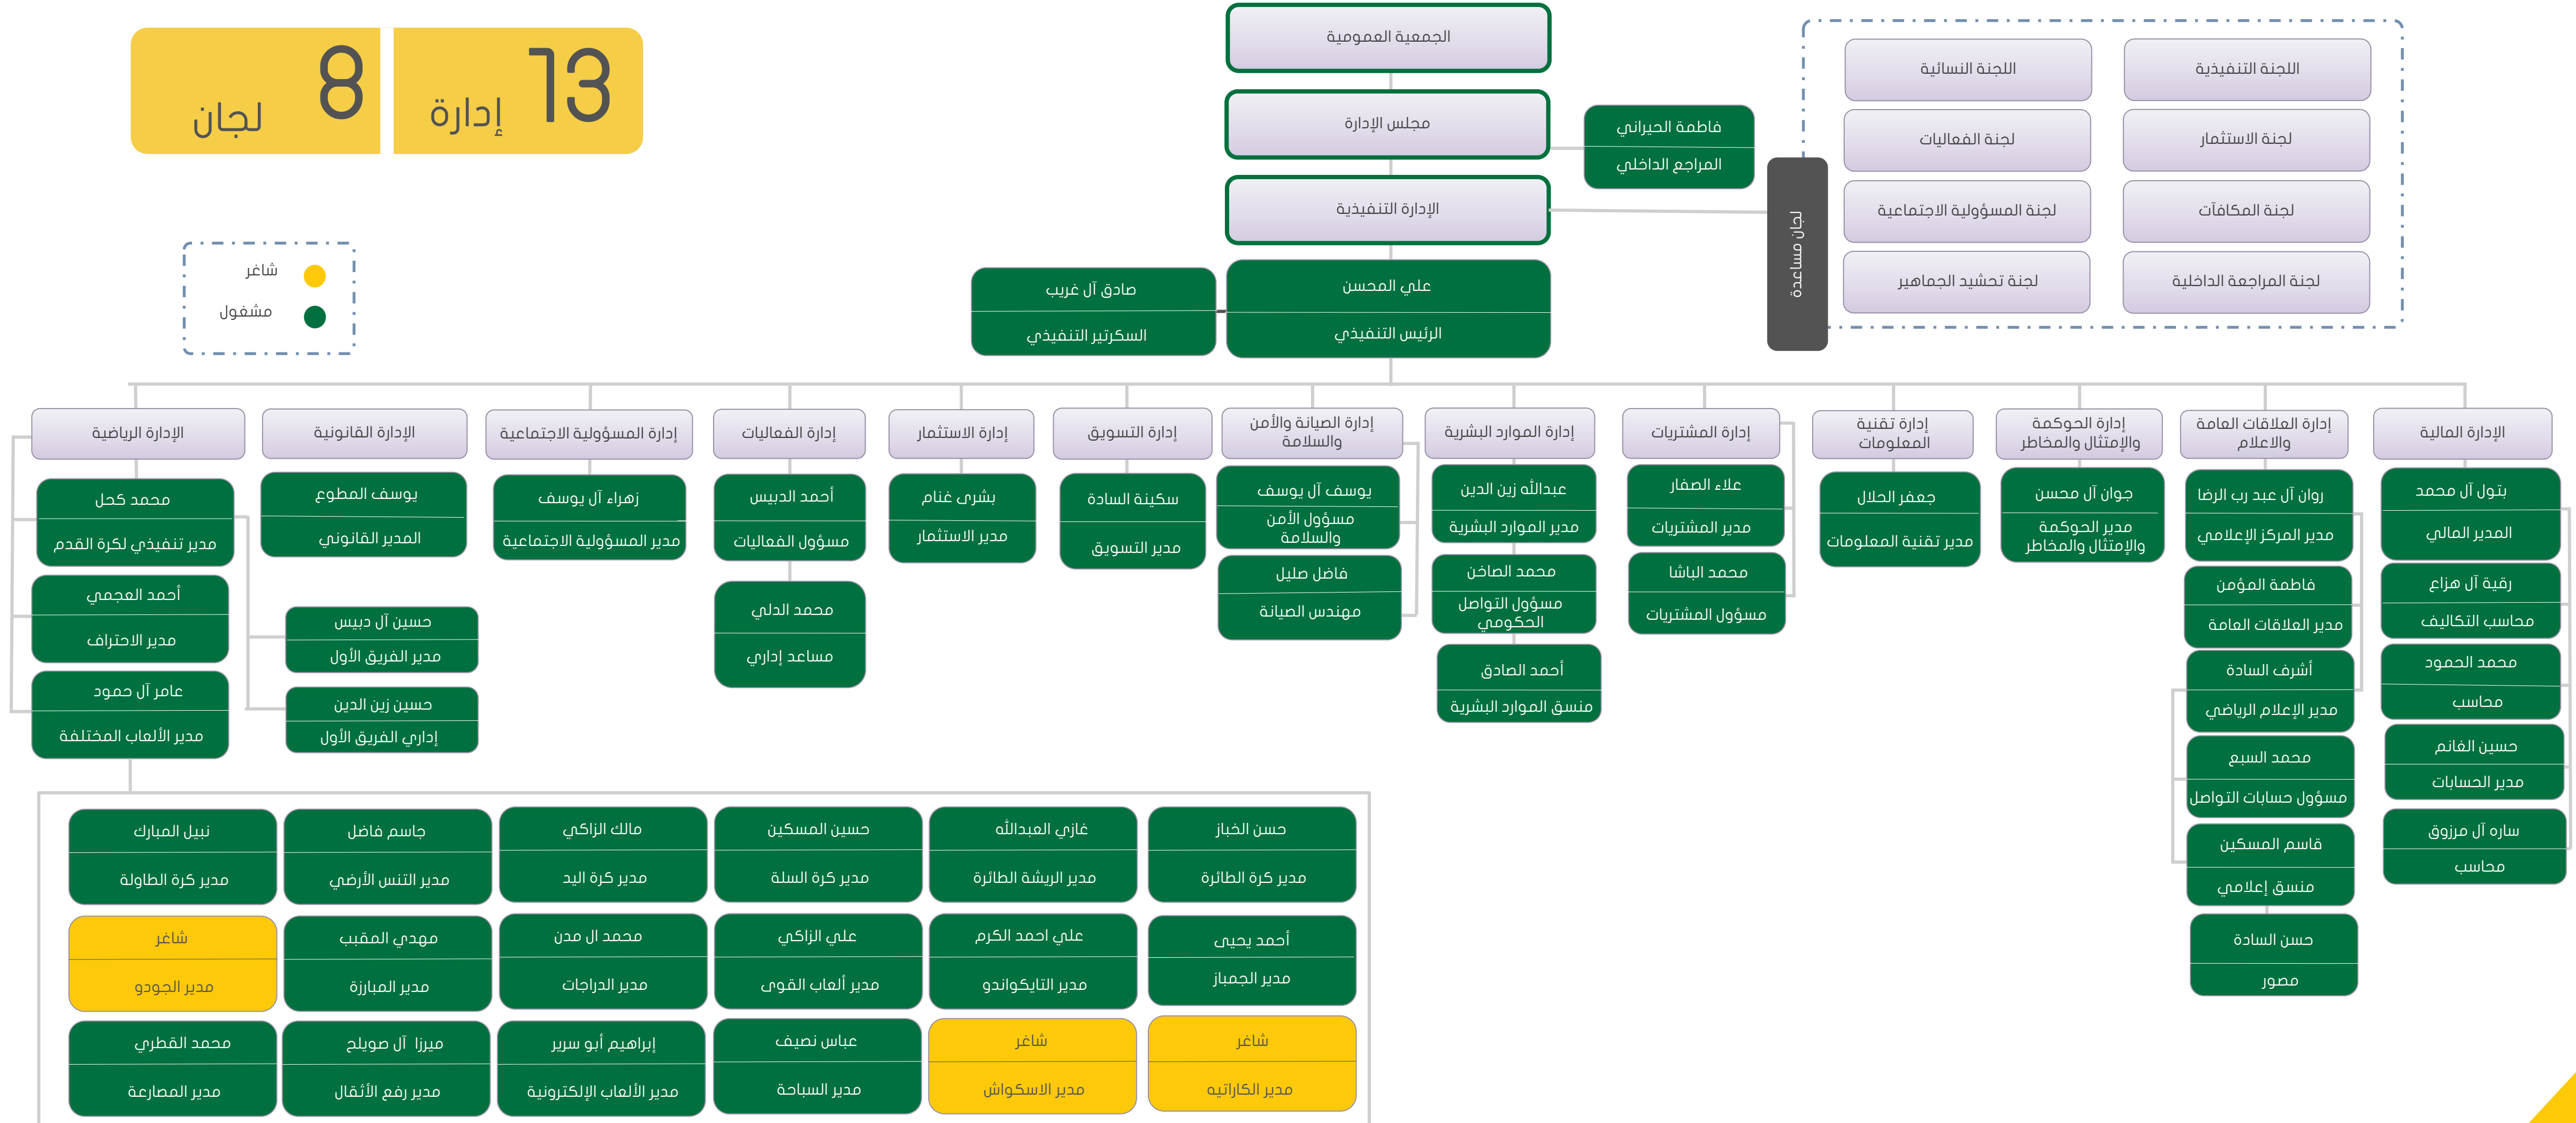 الجمعية العمومية
مجلس الإدارة
الإدارة التنفيذية
علي المحسن
الرئيس التنفيذي
فاطمة الحيراني
المراجع الداخلي
صادق آل غريب
السكرتير التنفيذي
لجان مساعدة
اللجنة التنفيذية
اللجنة النسائية
لجنة الاستثمار
لجنة الفعاليات
لجنة المكافآت
لجنة المسؤولية الاجتماعية
لجنة المراجعة الداخلية
لجنة تحشيد الجماهير
13 إدارة
8 لجان
شاغر
مشغول
الإدارة المالية
بتول آل محمد
المدير المالي
رقية آل هزاع
محاسب التكاليف
محمد الحمود
محاسب
حسين الغانم
مدير الحسابات
ساره آل مرزوق
محاسب
إدارة العلاقات العامة
والاعلام
روان آل عبد رب الرضا
مدير المركز الإعلامي
فاطمة المؤمن
مدير العلاقات العامة
أشرف السادة
مدير الإعلام الرياضي
محمد السبع
مسؤول حسابات التواصل
قاسم المسكين
منسق إعلامي
حسن السادة
مصور
إدارة الحوكمة
والإمتثال والمخاطر
جوان آل محسن
مدير الحوكمة
والإمتثال والمخاطر
إدارة تقنية
المعلومات
جعفر الحلال
مدير تقنية المعلومات
إدارة المشتريات
علاء الصفار
مدير المشتريات
محمد الباشا
مسؤول المشتريات
إدارة الموارد البشرية
عبدالله زين الدين
مدير الموارد البشرية
محمد الصاخن
مسؤول التواصل
الحكومي
أحمد الصادق
منسق الموارد البشرية
إدارة الصيانة والأمن
والسلامة
يوسف آل يوسف
مسؤول الأمن
والسلامة
فاضل صليل
مهندس الصيانة
إدارة التسويق
سكينة السادة
مدير التسويق
إدارة الاستثمار
بشرى غنام
مدير الاستثمار
إدارة الفعاليات
أحمد الدبيس
مسؤول الفعاليات
محمد الدلي
مساعد إداري
إدارة المسؤولية الاجتماعية
زهراء آل يوسف
مدير المسؤولية الاجتماعية
الإدارة القانونية
يوسف المطوع
المدير القانوني
الإدارة الرياضية
محمد كحل
مدير تنفيذي لكرة القدم
حسين آل دبيس
مدير الفريق الأول
حسين زين الدين
إداري الفريق الأول
أحمد العجمي
مدير الاحتراف
عامر آل حمود
مدير الألعاب المختلفة
حسن الخباز
مدير كرة الطائرة
غازي العبدالله
مدير الريشة الطائرة
حسين المسكين
مدير كرة السلة
مالك الزاكي
مدير كرة اليد
جاسم فاضل
مدير التنس الأرضي
نبيل المبارك
مدير كرة الطاولة
أحمد يحيى
مدير الجمباز
علي احمد الكرم
مدير التايكواندو
علي الزاكي
مدير ألعاب القوى
محمد ال مدن
مدير الدراجات
مهدي المقبب
مدير المبارزة
شاغر
مدير الجودو
شاغر
مدير الكاراتيه
شاغر
مدير الاسكواش
عباس نصيف
مدير السباحة
إبراهيم أبو سرير
مدير الألعاب الإلكترونية
ميرزا آل صويلح
مدير رفع الأثقال
محمد القطري
مدير المصارعة